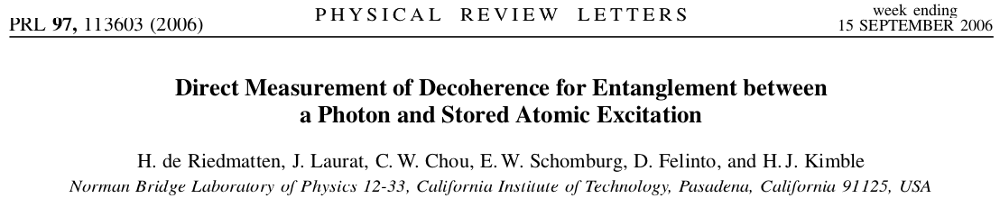 PRL 97, 113603 (2006)
PHYSICAL REVIEW LETTERS
week ending
15 SEPTEMBER 2006
Direct Measurement of Decoherence for Entanglement between
a Photon and Stored Atomic Excitation
H. de Riedmatten, J. Laurat, C. W. Chou, E. W. Schomburg, D. Felinto, and H. J. Kimble
Norman Bridge Laboratory of Physics 12-33, California Institute of Technology, Pasadena, California 91125, USA